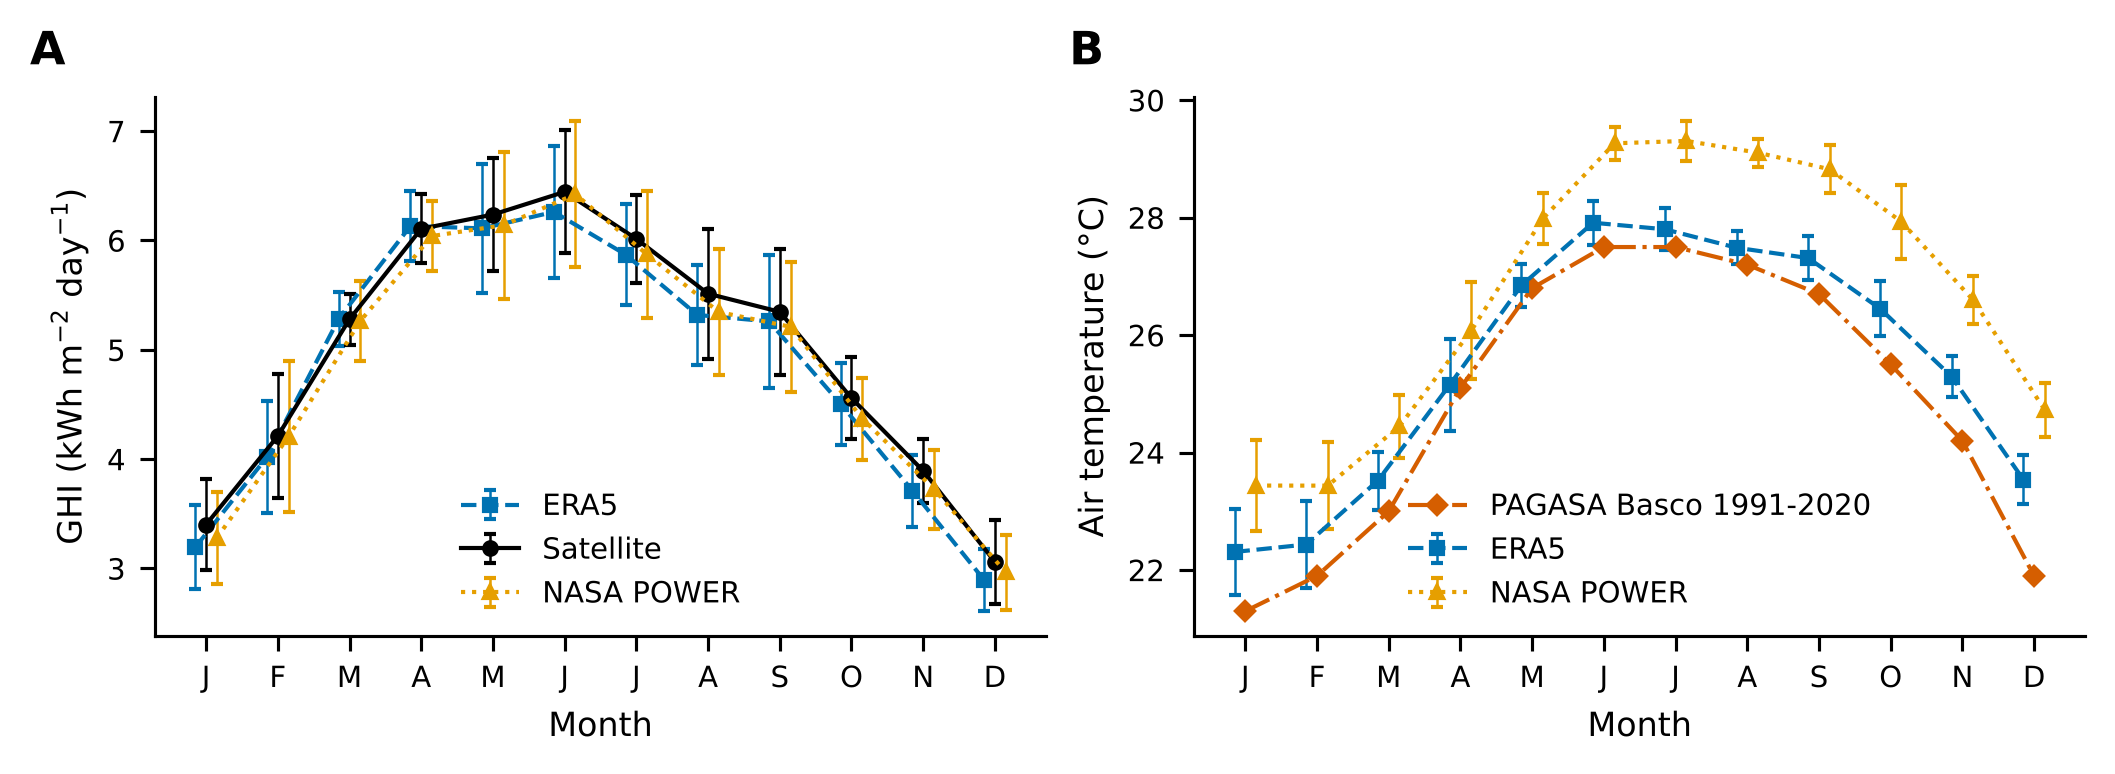 A
GHI (kWh m⁻² day⁻¹)
7
6
5
4
3
ERA5
Satellite
NASA POWER
J F M A M J J A S O N D
Month
B
Air temperature (°C)
30
28
26
24
22
PAGASA Basco 1991-2020
ERA5
NASA POWER
J F M A M J J A S O N D
Month